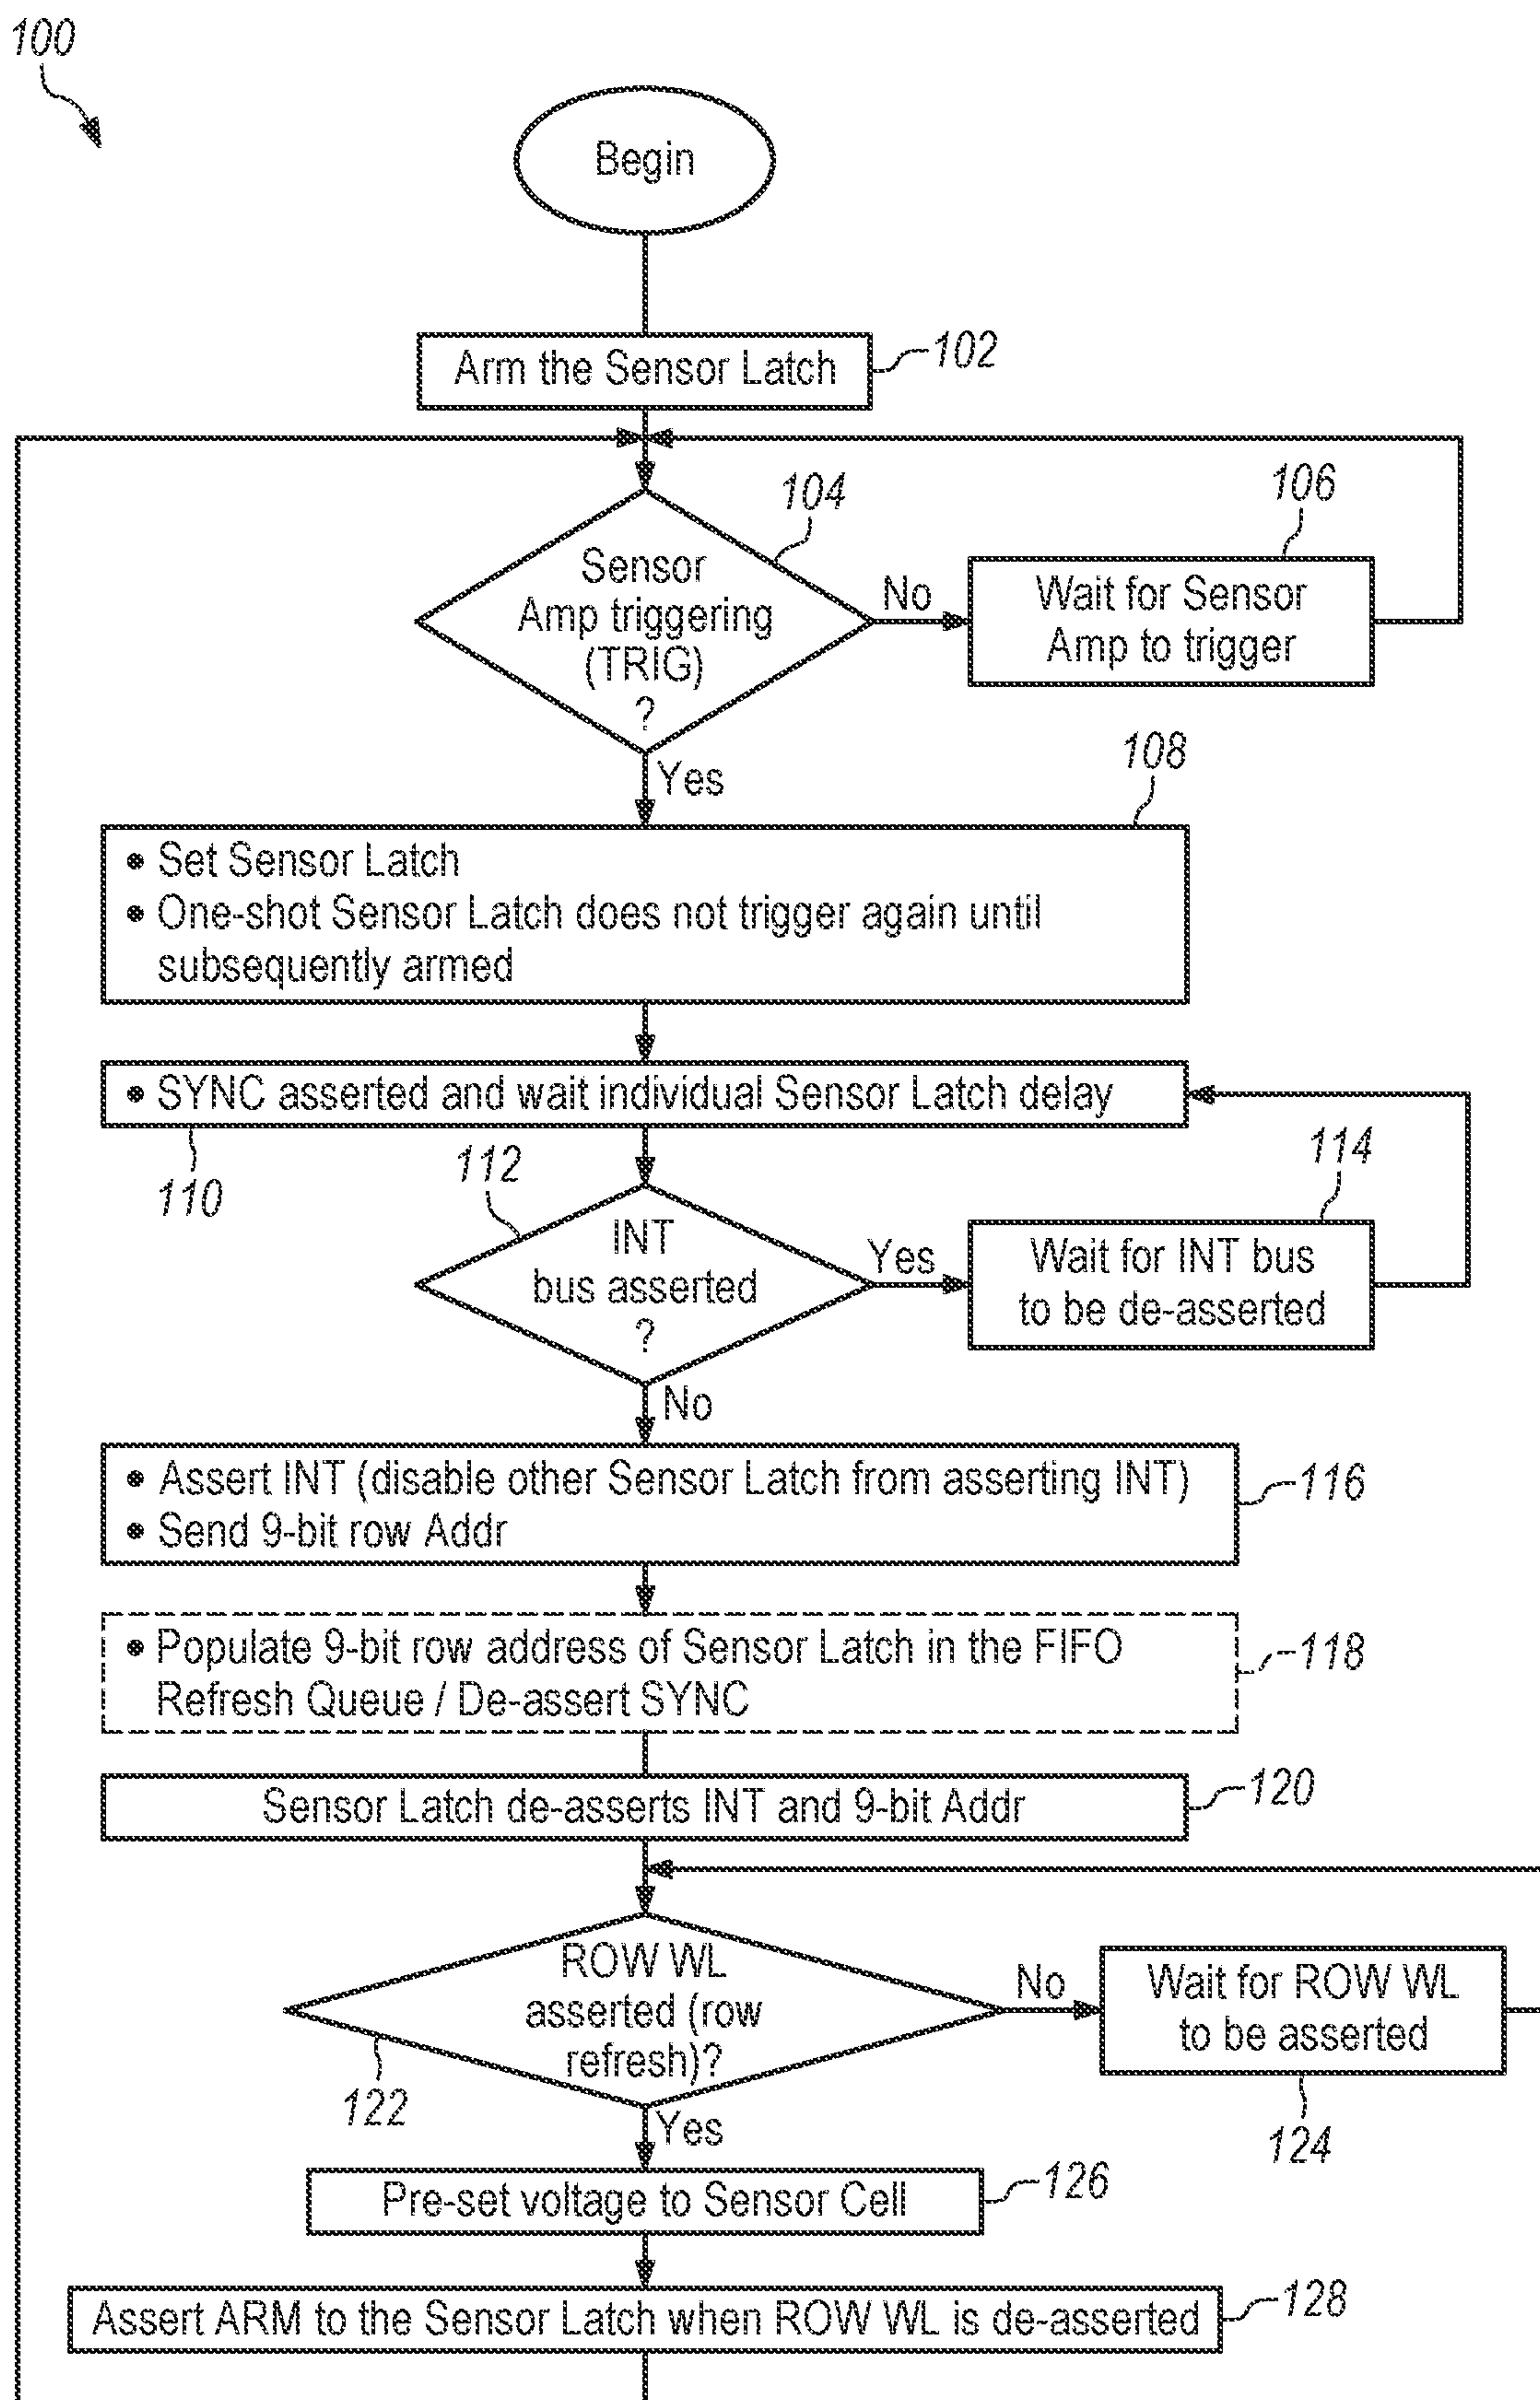 100
Begin
Arm the Sensor Latch
102
104
106
Sensor
Amp triggering
(TRIG)
?
No
Wait for Sensor
Amp to trigger
Yes
108
• Set Sensor Latch
• One-shot Sensor Latch does not trigger again until
subsequently armed
• SYNC asserted and wait individual Sensor Latch delay
110
112
114
INT
bus asserted
?
Yes
Wait for INT bus
to be de-asserted
No
• Assert INT (disable other Sensor Latch from asserting INT)
• Send 9-bit row Addr
116
• Populate 9-bit row address of Sensor Latch in the FIFO
Refresh Queue / De-assert SYNC
118
Sensor Latch de-asserts INT and 9-bit Addr
120
ROW WL
asserted (row
refresh)?
122
No
Wait for ROW WL
to be asserted
124
Yes
Pre-set voltage to Sensor Cell
126
Assert ARM to the Sensor Latch when ROW WL is de-asserted
128